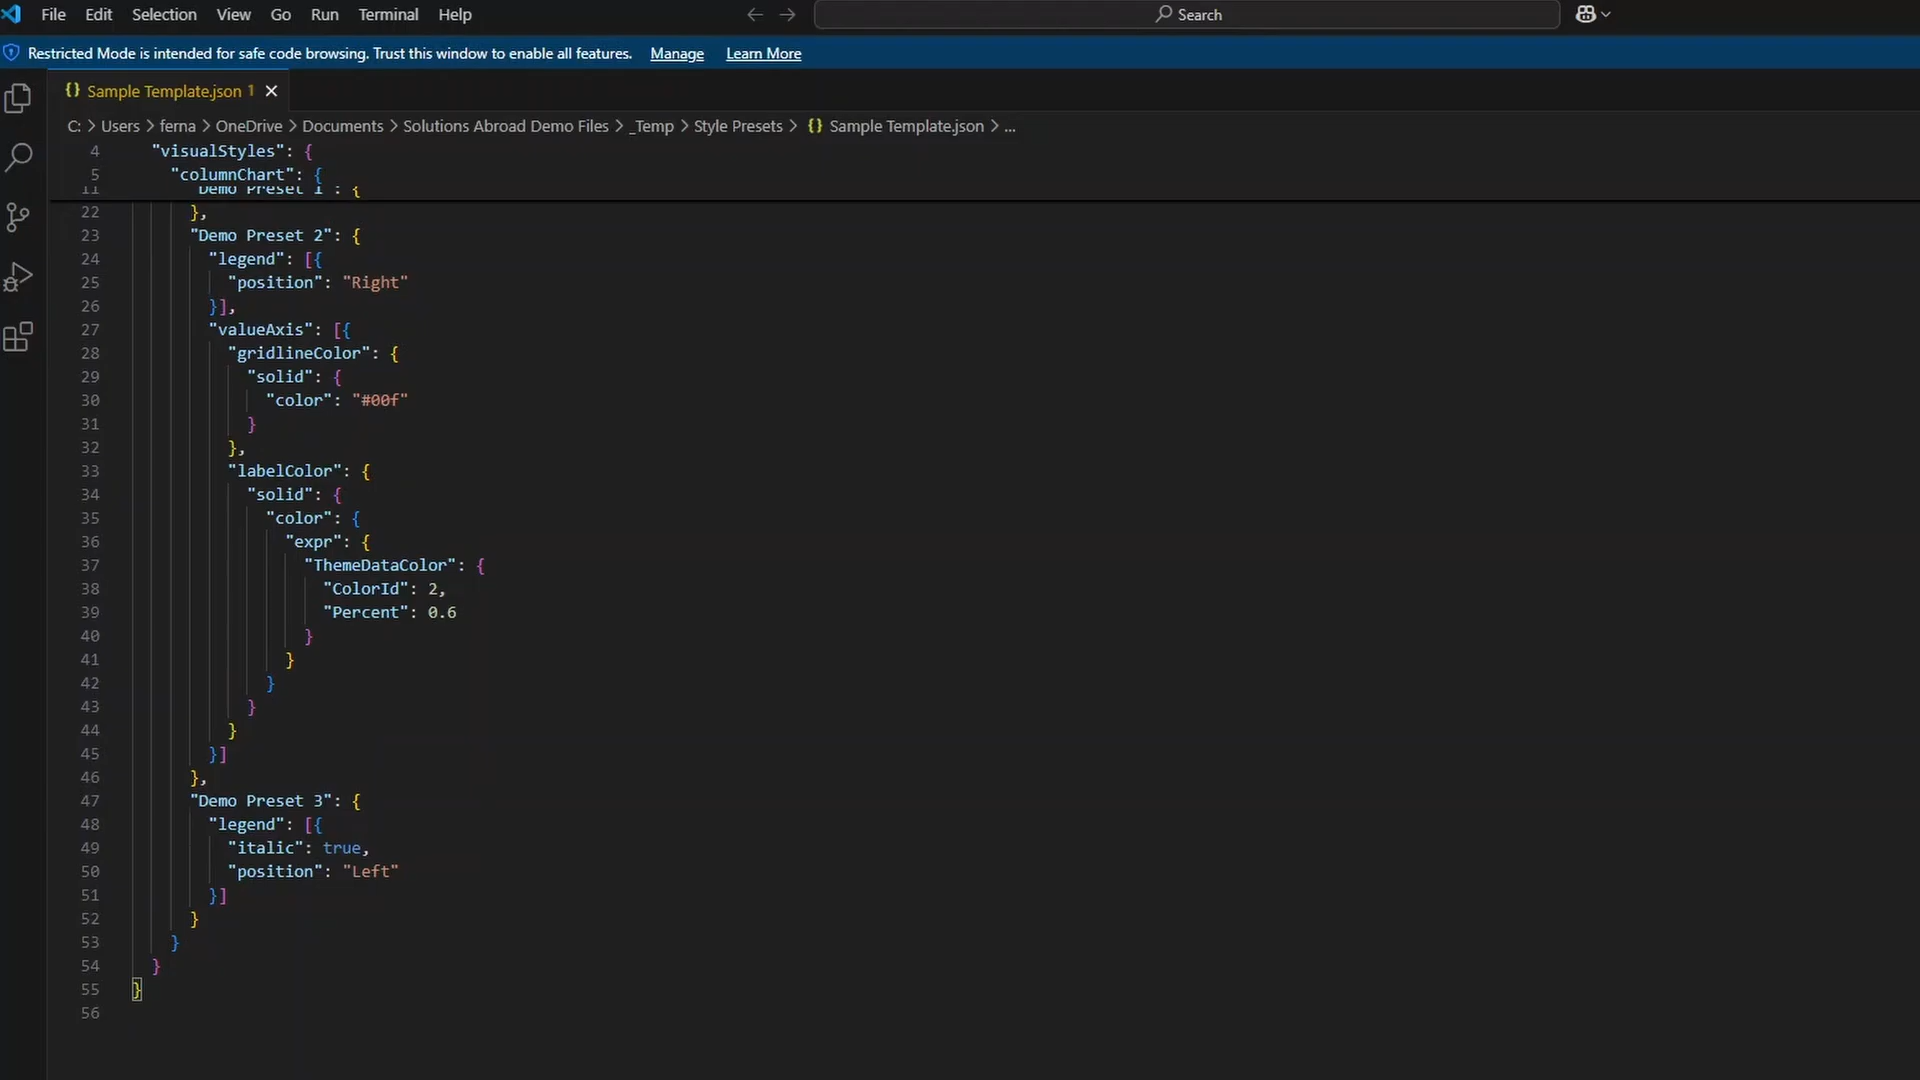 File Edit Selection View Go Run Terminal Help Search
Restricted Mode is intended for safe code browsing. Trust this window to enable all features. Manage Learn More
{} Sample Template.json 1
C: > Users > ferna > OneDrive > Documents > Solutions Abroad Demo Files > _Temp > Style Presets > {} Sample Template.json > ...
4 "visualStyles": {
5 "columnChart": {
11 "Demo Preset 1": {
22 },
23 "Demo Preset 2": {
24 "legend": [{
25 "position": "Right"
26 }],
27 "valueAxis": [{
28 "gridlineColor": {
29 "solid": {
30 "color": "#00f"
31 }
32 },
33 "labelColor": {
34 "solid": {
35 "color": {
36 "expr": {
37 "ThemeDataColor": {
38 "ColorId": 2,
39 "Percent": 0.6
40 }
41 }
42 }
43 }
44 }
45 }]
46 },
47 "Demo Preset 3": {
48 "legend": [{
49 "italic": true,
50 "position": "Left"
51 }]
52 }
53 }
54 }
55 }
56